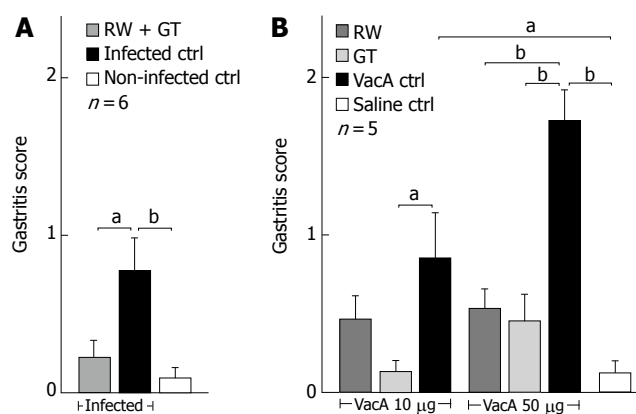 A
RW + GT
Infected ctrl
Non-infected ctrl
n = 6
Gastritis score
2
1
0
a
b
Infected
B
RW
GT
VacA ctrl
Saline ctrl
n = 5
Gastritis score
2
1
0
a
b
b
b
a
VacA 10 µg
VacA 50 µg